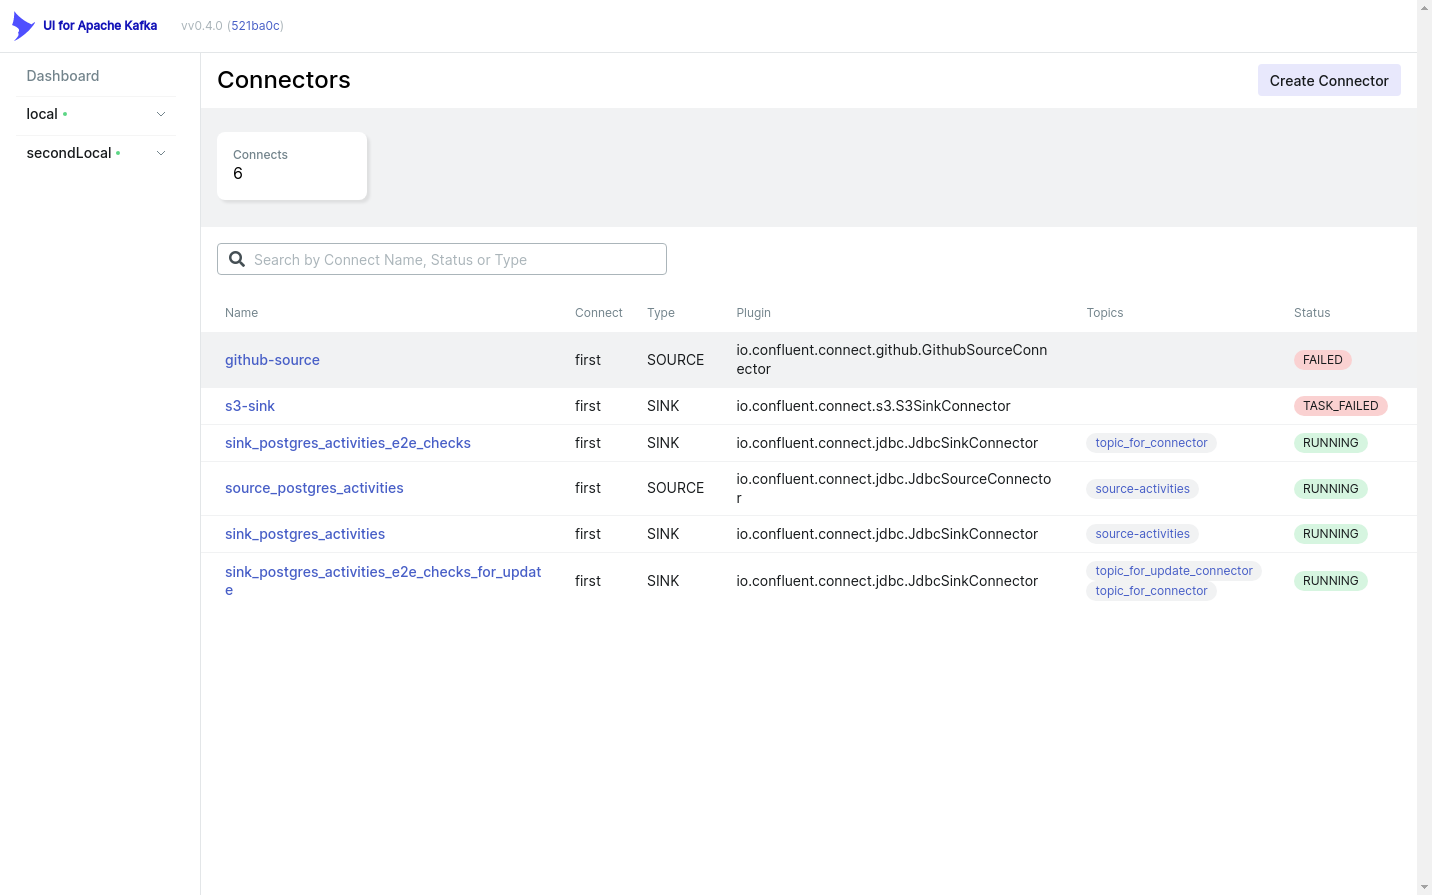 UI for Apache Kafka vv0.4.0 (521ba0c)
Dashboard
local
secondLocal
Connectors
Create Connector
Connects
6
Search by Connect Name, Status or Type
Name Connect Type Plugin Topics Status
github-source first SOURCE io.confluent.connect.github.GithubSourceConn
ector FAILED
s3-sink first SINK io.confluent.connect.s3.S3SinkConnector TASK_FAILED
sink_postgres_activities_e2e_checks first SINK io.confluent.connect.jdbc.JdbcSinkConnector topic_for_connector RUNNING
source_postgres_activities first SOURCE io.confluent.connect.jdbc.JdbcSourceConnecto
r source-activities RUNNING
sink_postgres_activities first SINK io.confluent.connect.jdbc.JdbcSinkConnector source-activities RUNNING
sink_postgres_activities_e2e_checks_for_updat
e first SINK io.confluent.connect.jdbc.JdbcSinkConnector topic_for_update_connector
topic_for_connector RUNNING